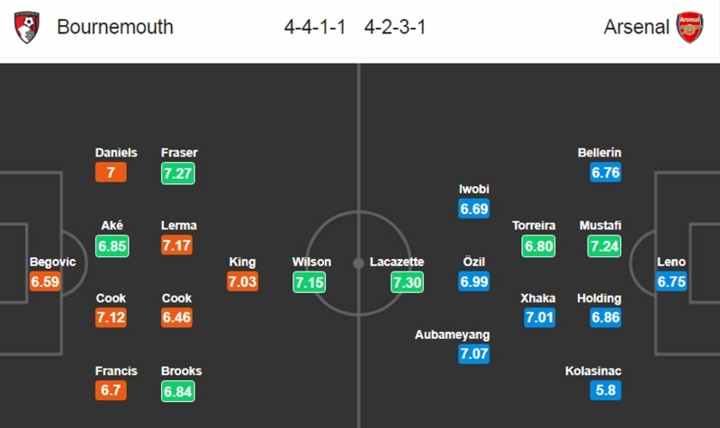 Bournemouth 4-4-1-1 4-2-3-1 Arsenal
Daniels
7
Fraser
7.27
Aké
6.85
Lerma
7.17
Begovic
6.59
King
7.03
Wilson
7.15
Cook
7.12
Cook
6.46
Francis
6.7
Brooks
6.84
Lacazette
7.30
Iwobi
6.69
Özil
6.99
Aubameyang
7.07
Torreira
6.80
Xhaka
7.01
Bellerín
6.76
Mustafi
7.24
Holding
6.86
Kolasinac
5.8
Leno
6.75